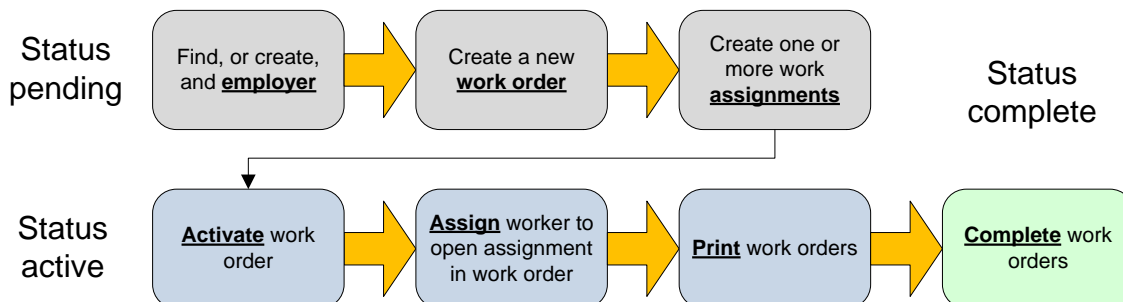 Status
pending
Find, or create,
and employer
Create a new
work order
Create one or
more work
assignments
Status
complete
Status
active
Activate work
order
Assign worker to
open assignment
in work order
Print work orders
Complete work
orders